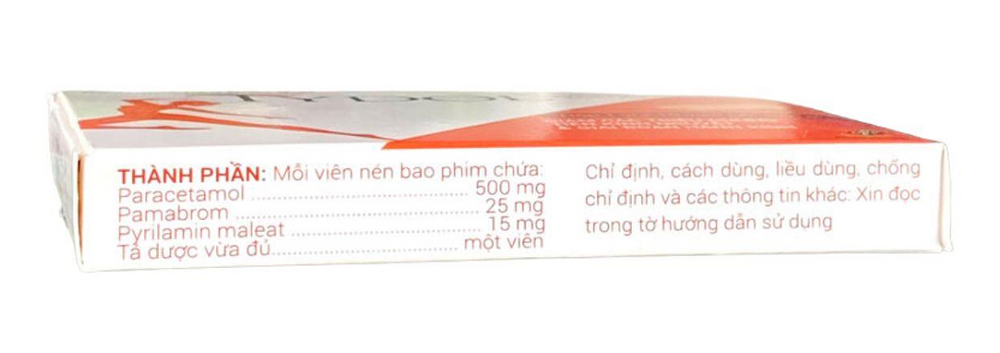 THÀNH PHẦN: Mỗi viên nén bao phim chứa:
Paracetamol ........ 500 mg
Pamabrom ........ 25 mg
Pyrilamin maleat ........ 15 mg
Tá dược vừa đủ ........ một viên
Chỉ định, cách dùng, liều dùng, chống
chỉ định và các thông tin khác: Xin đọc
trong tờ hướng dẫn sử dụng